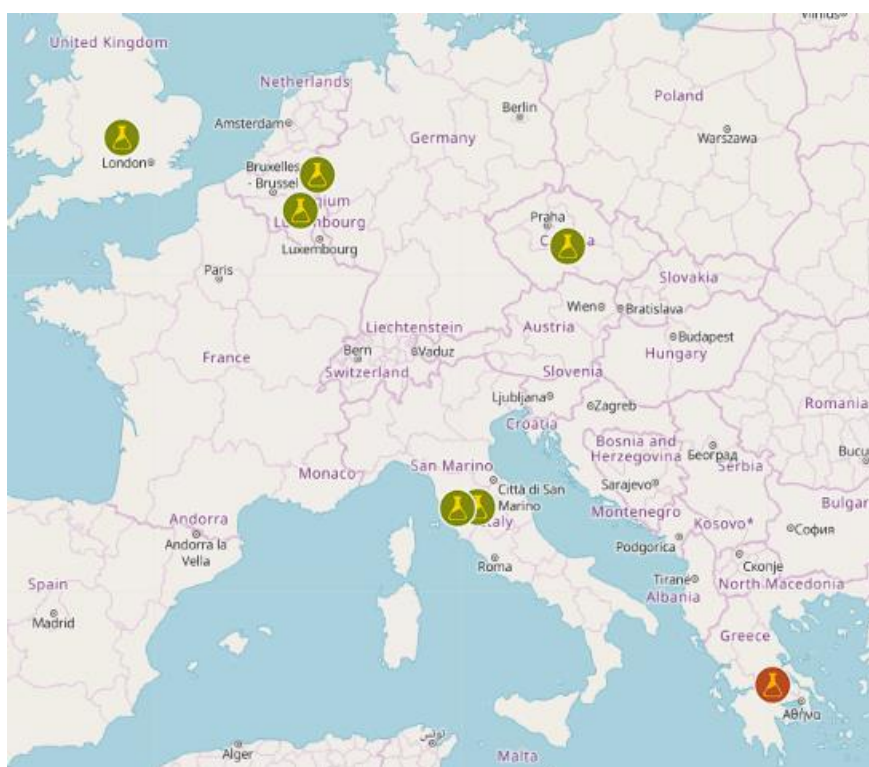 United Kingdom
Netherlands
Amsterdam
Berlin
Poland
Germany
Warszawa
London
Bruxelles
- Brussel
Luxembourg
Praha
Paris
Slovakia
Wien
Bratislava
Liechtenstein
Austria
Budapest
France
Bern
Vaduz
Hungary
Switzerland
Slovenia
Ljubljana
Zagreb
Romania
Croatia
Bosnia and
Herzegovina
Београд
Serbia
San Marino
Monaco
Sarajevo
Città di San
Marino
Montenegro
Andorra
Kosovo*
София
Andorra la
Vella
Podgorica
Roma
Скопје
Spain
Tiranë
North Macedonia
Albania
Madrid
Greece
Αθήνα
تونس
Alger
Malta